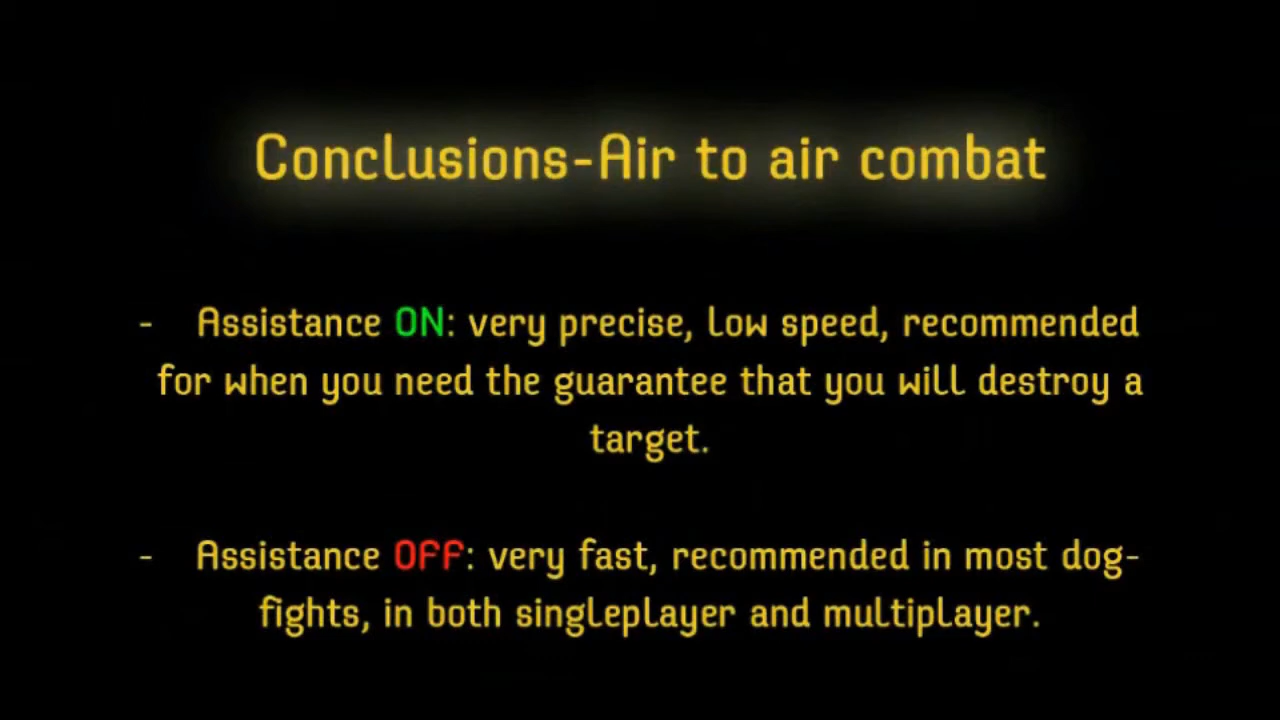 Conclusions-Air to air combat
- Assistance ON: very precise, low speed, recommended
for when you need the guarantee that you will destroy a
target.
- Assistance OFF: very fast, recommended in most dog-
fights, in both singleplayer and multiplayer.